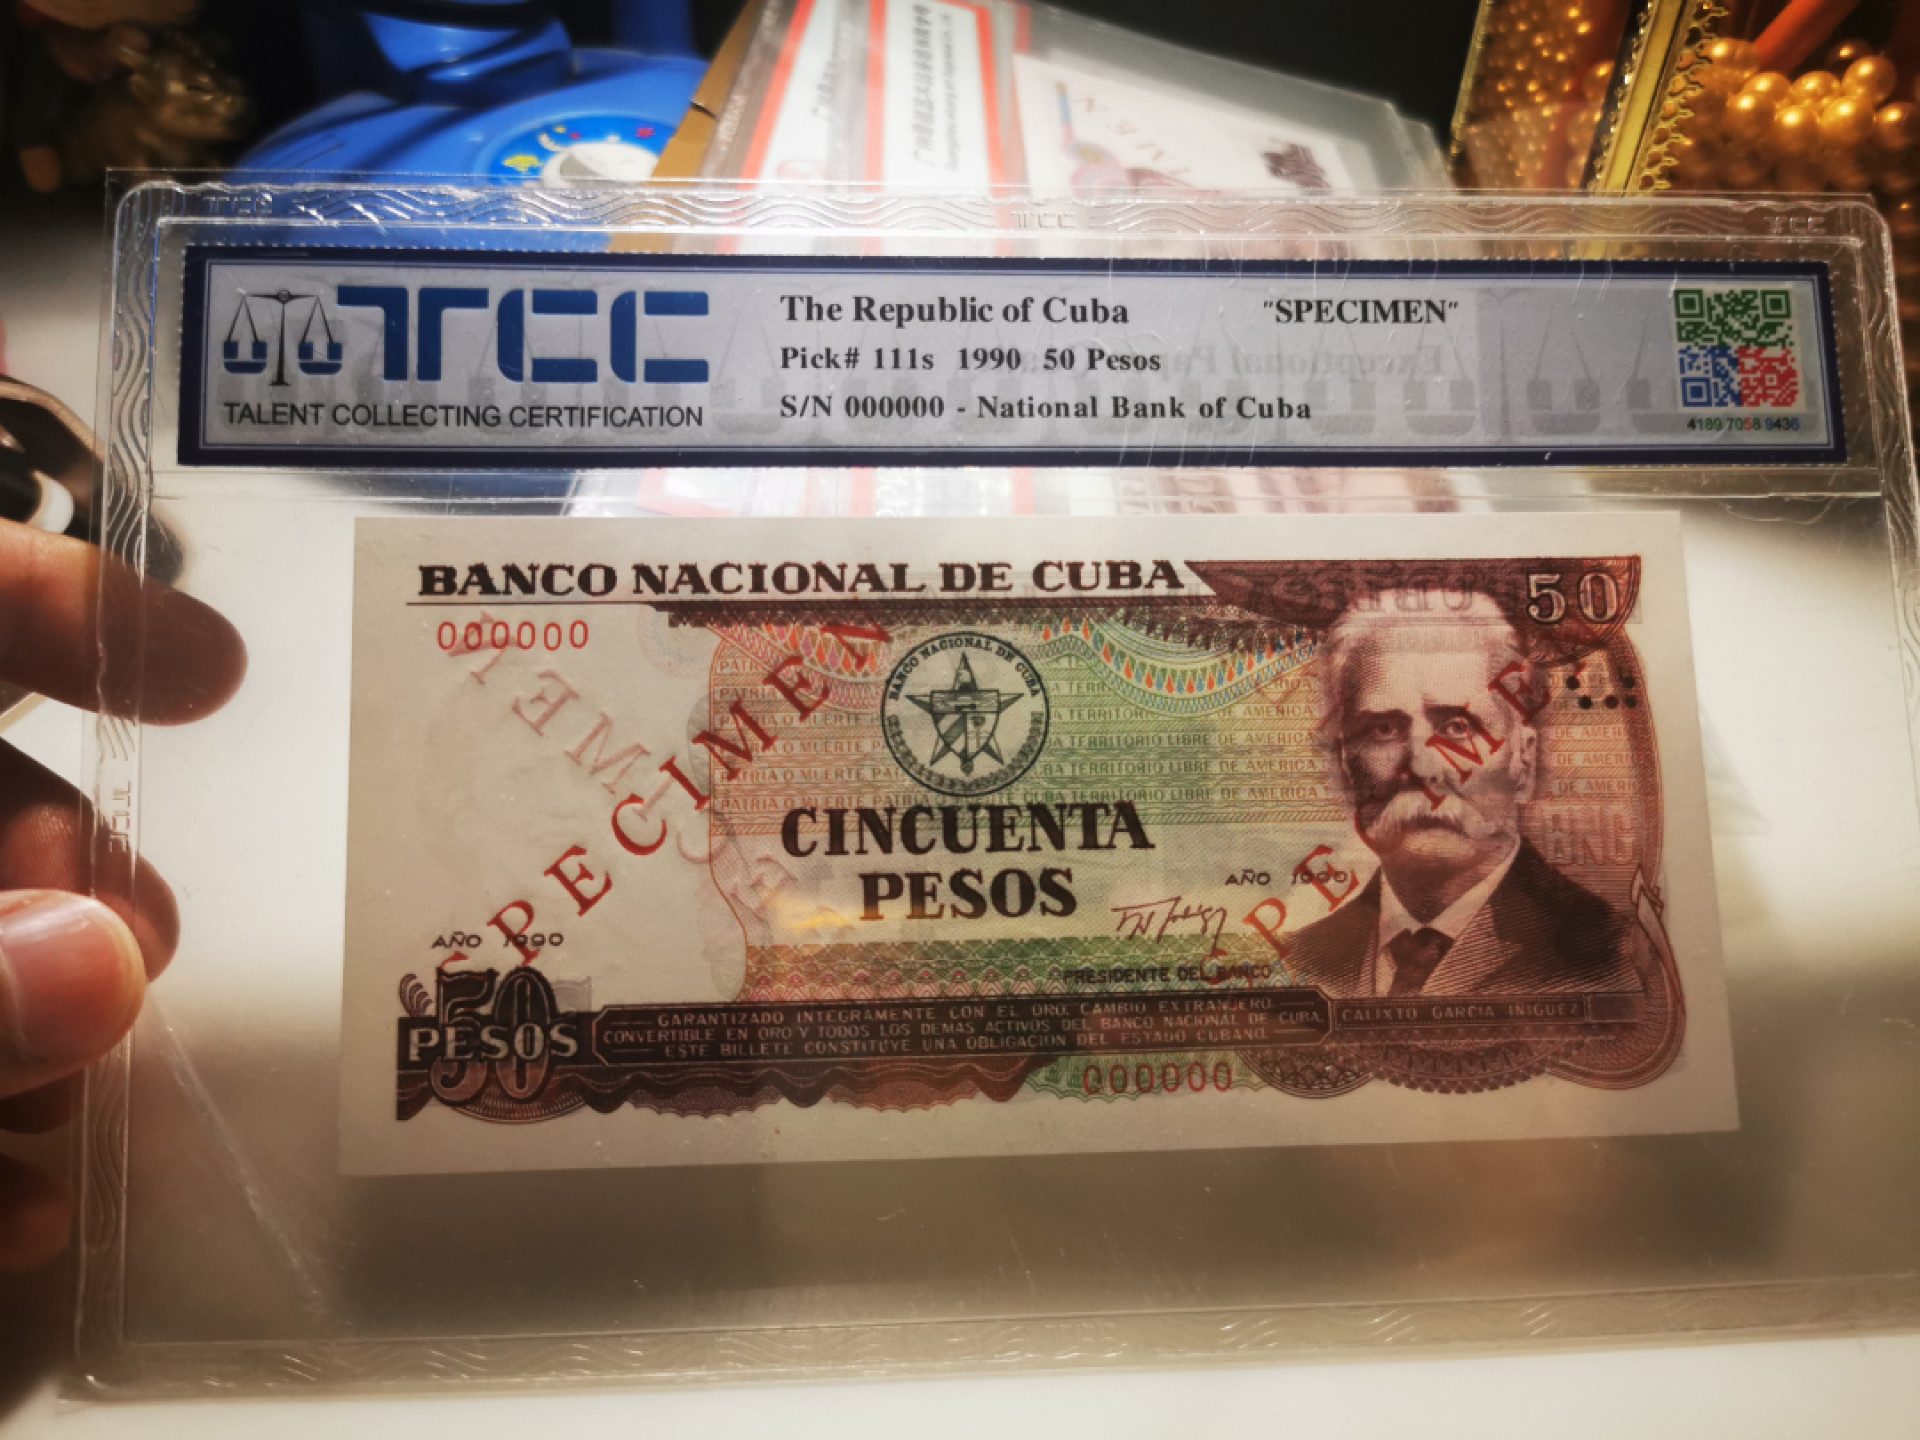 TCC
TALENT COLLECTING CERTIFICATION
The Republic of Cuba "SPECIMEN"
Pick# 111s 1990 50 Pesos
S/N 000000 - National Bank of Cuba
4189 7058 9436
BANCO NACIONAL DE CUBA
50
000000
SPECIMEN
BANCO NACIONAL DE CUBA
PATRIA O MUERTE
CUBA TERRITORIO LIBRE DE AMERICA
CINCUENTA
PESOS
BNC
AÑO 1990
AÑO 1990
SPECIMEN
PRESIDENTE DEL BANCO
50
PESOS
GARANTIZADO INTEGRAMENTE CON EL ORO, CAMBIO EXTRANJERO
CONVERTIBLE EN ORO Y TODOS LOS DEMAS ACTIVOS DEL BANCO NACIONAL DE CUBA.
ESTE BILLETE CONSTITUYE UNA OBLIGACION DEL ESTADO CUBANO.
CALIXTO GARCIA IÑIGUEZ
000000